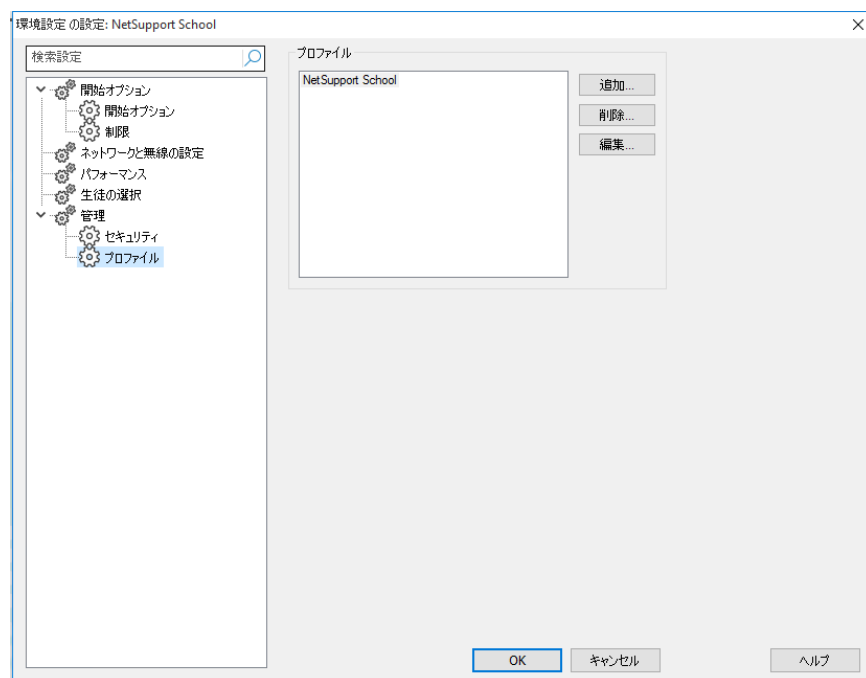 環境設定 の設定: NetSupport School
検索設定
開始オプション
開始オプション
制限
ネットワークと無線の設定
パフォーマンス
生徒の選択
管理
セキュリティ
プロファイル
プロファイル
NetSupport School
追加...
削除...
編集...
OK
キャンセル
ヘルプ